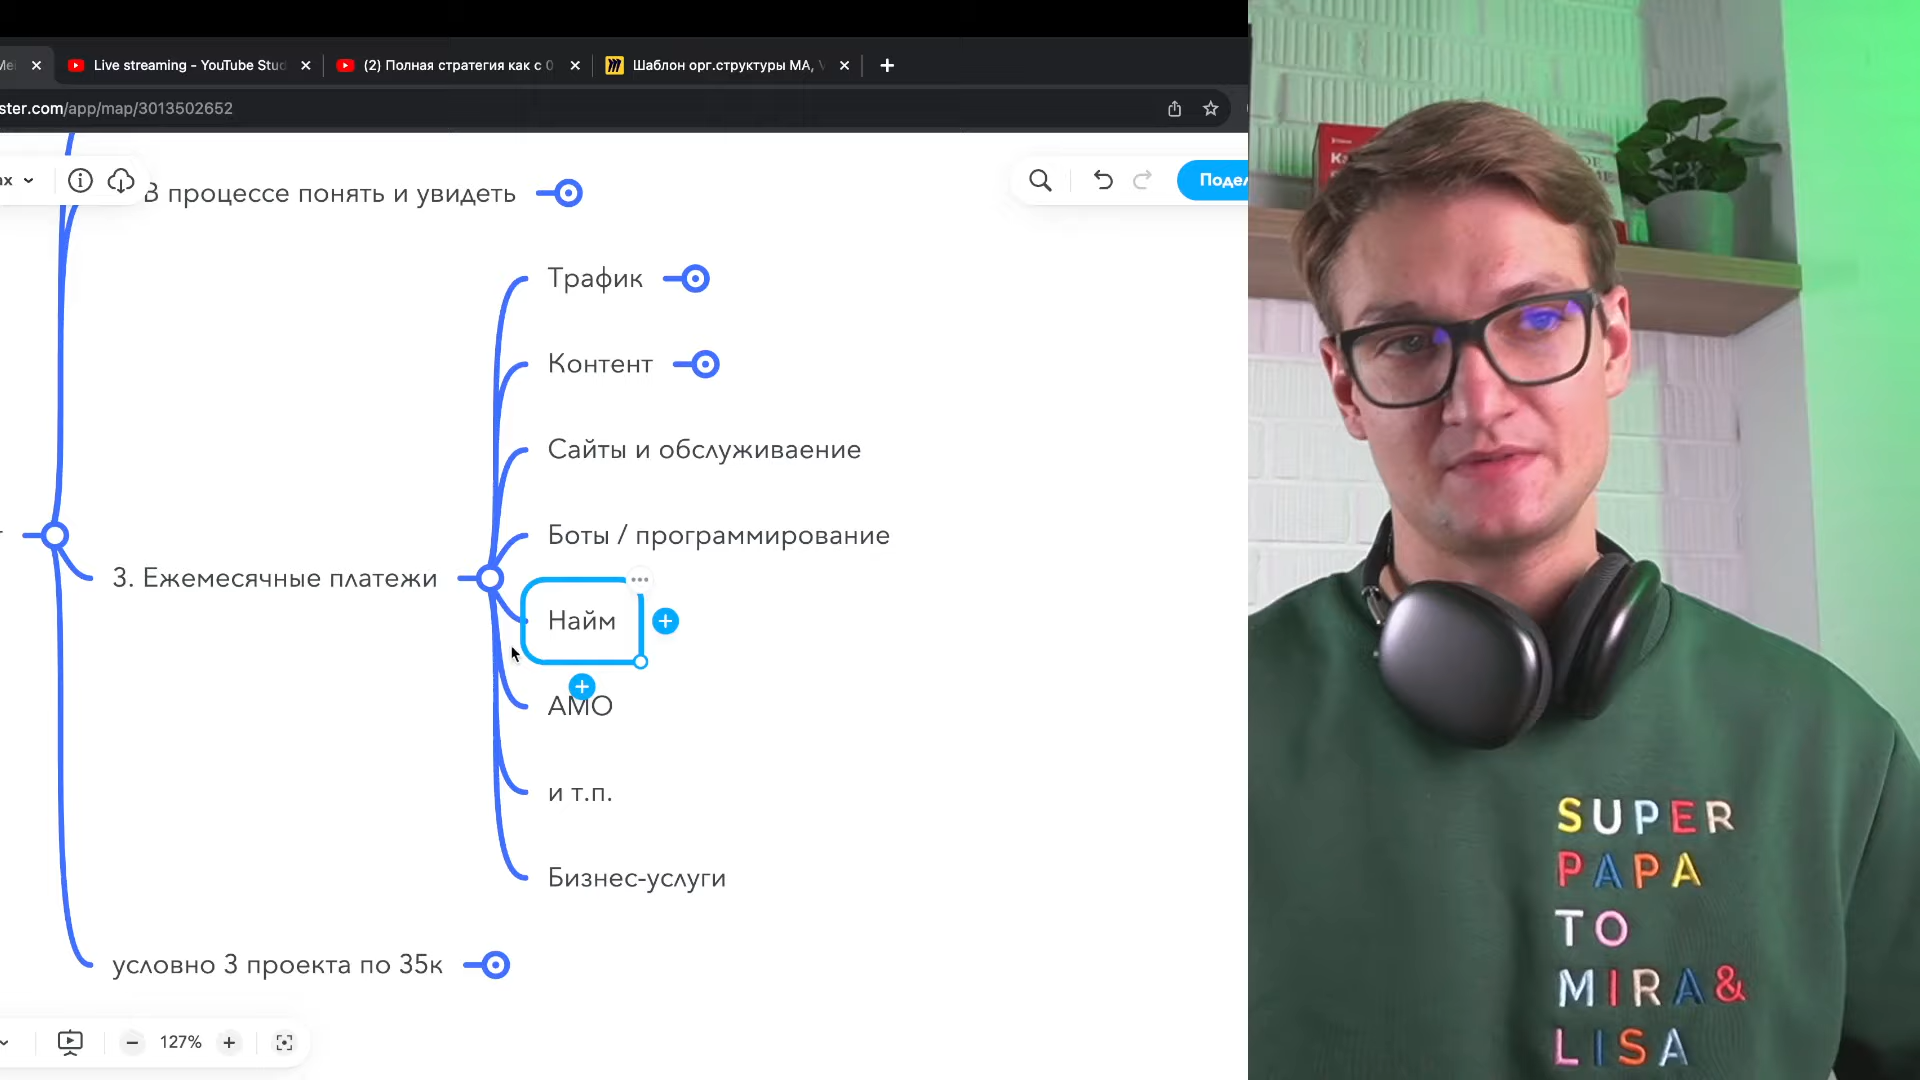 Live streaming - YouTube Stud
(2) Полная стратегия как с 0
Шаблон орг.структуры МА, V
ster.com/app/map/3013502652
В процессе понять и увидеть
Подел
Трафик
Контент
Сайты и обслуживаение
Боты / программирование
3. Ежемесячные платежи
Найм
АМО
и т.п.
Бизнес-услуги
условно 3 проекта по 35к
127%
SUPER
PAPA
TO
MIRA&
LISA